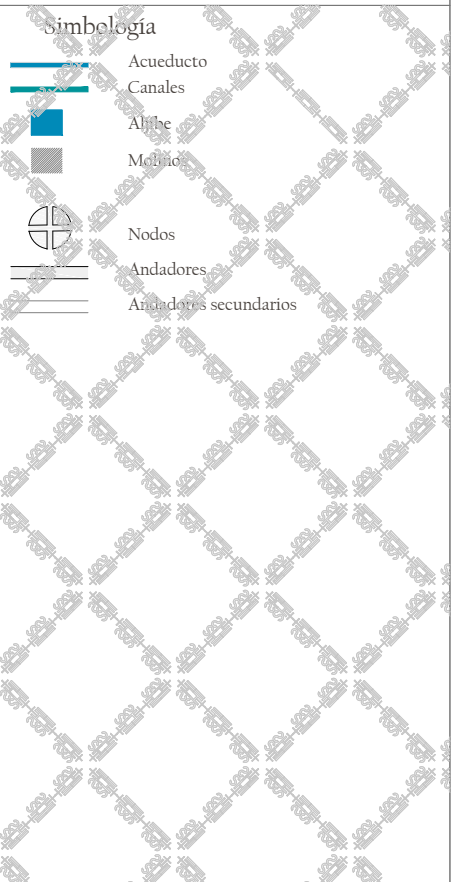 Simbología
Acueducto
Canales
Aljibe
Molinos
Nodos
Andadores
Andadores secundarios